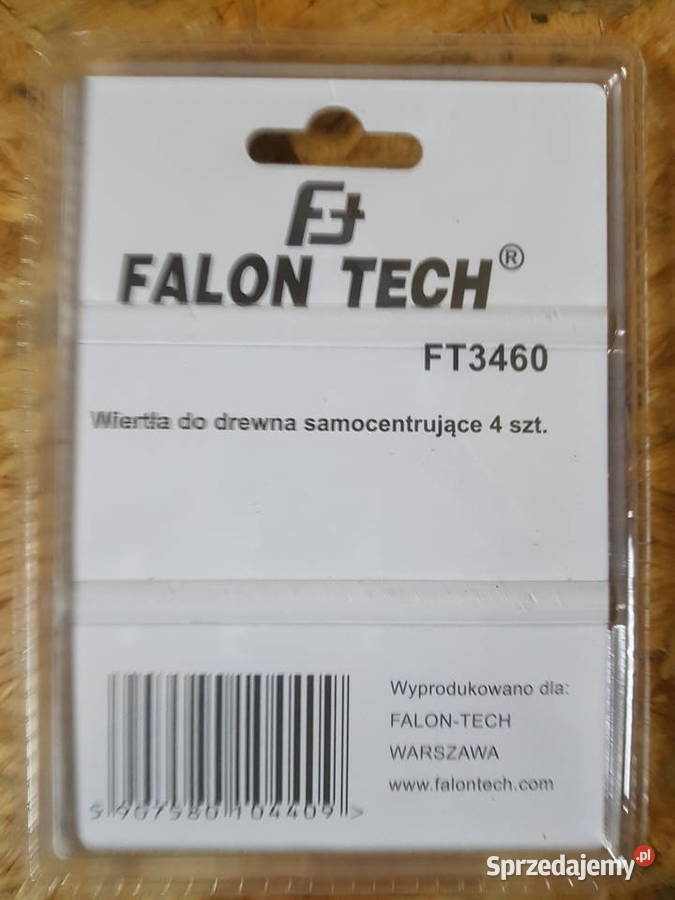 Ft
FALON TECH®
FT3460
Wiertła do drewna samocentrujące 4 szt.
Wyprodukowano dla:
FALON-TECH
WARSZAWA
www.falontech.com
5 907580 104409 >
Sprzedajemy.pl